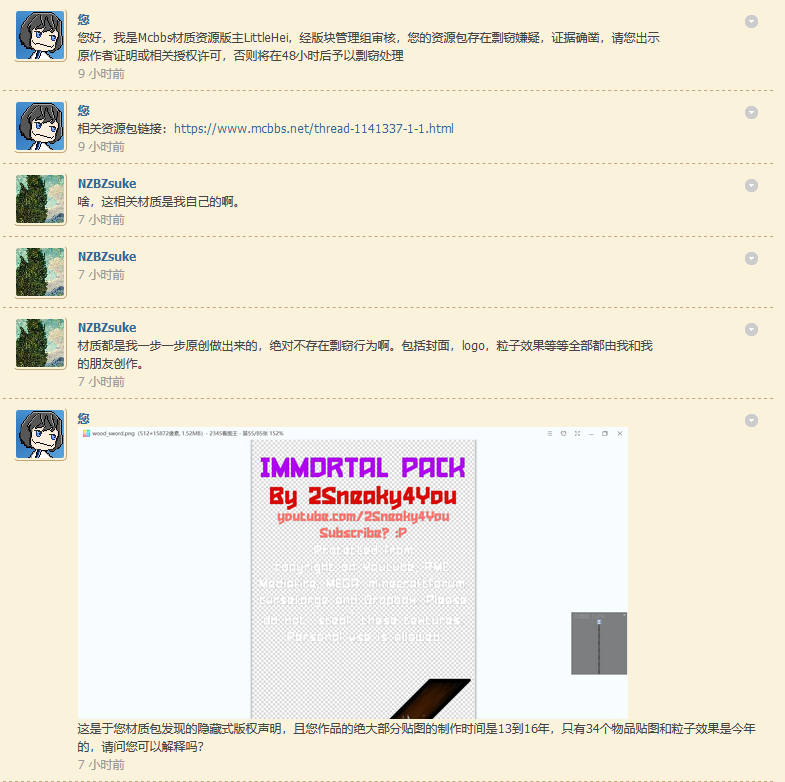 您
您好，我是Mcbbs材质资源版主LittleHei，经版块管理组审核，您的资源包存在剽窃嫌疑，证据确凿，请您出示
原作者证明或相关授权许可，否则将在48小时后予以剽窃处理
9 小时前
您
相关资源包链接：https://www.mcbbs.net/thread-1141337-1-1.html
9 小时前
NZBZsuke
啥，这相关材质是我自己的啊。
7 小时前
NZBZsuke
7 小时前
NZBZsuke
材质都是我一步一步原创做出来的，绝对不存在剽窃行为啊。包括封面，logo，粒子效果等等全部都由我和我
的朋友创作。
7 小时前
您
wood_sword.png（512×15872像素, 1.52MB）- 2345看图王 - 第55/85张 152%
IMMORTAL PACK
By 2Sneaky4You
youtube.com/2Sneaky4You
Subscribe? :P
Protected from
copyright on Youtube, PME
Mediafire, MEGA, minecraftforum,
curseforge and Dropbox. Please
do not steal these textures
Personal use is allowed
这是于您材质包发现的隐藏式版权声明，且您作品的绝大部分贴图的制作时间是13到16年，只有34个物品贴图和粒子效果是今年
的，请问您可以解释吗？
7 小时前